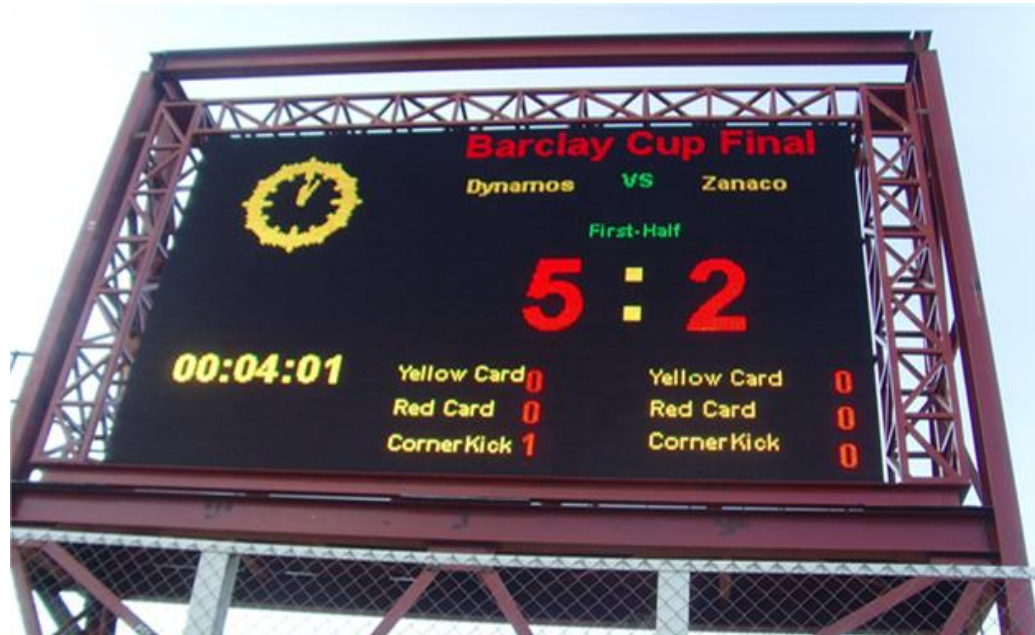 Barclay Cup Final
Dynamos VS Zanaco
First-Half
5 : 2
00:04:01
Yellow Card 0 Yellow Card 0
Red Card 0 Red Card 0
CornerKick 1 CornerKick 0